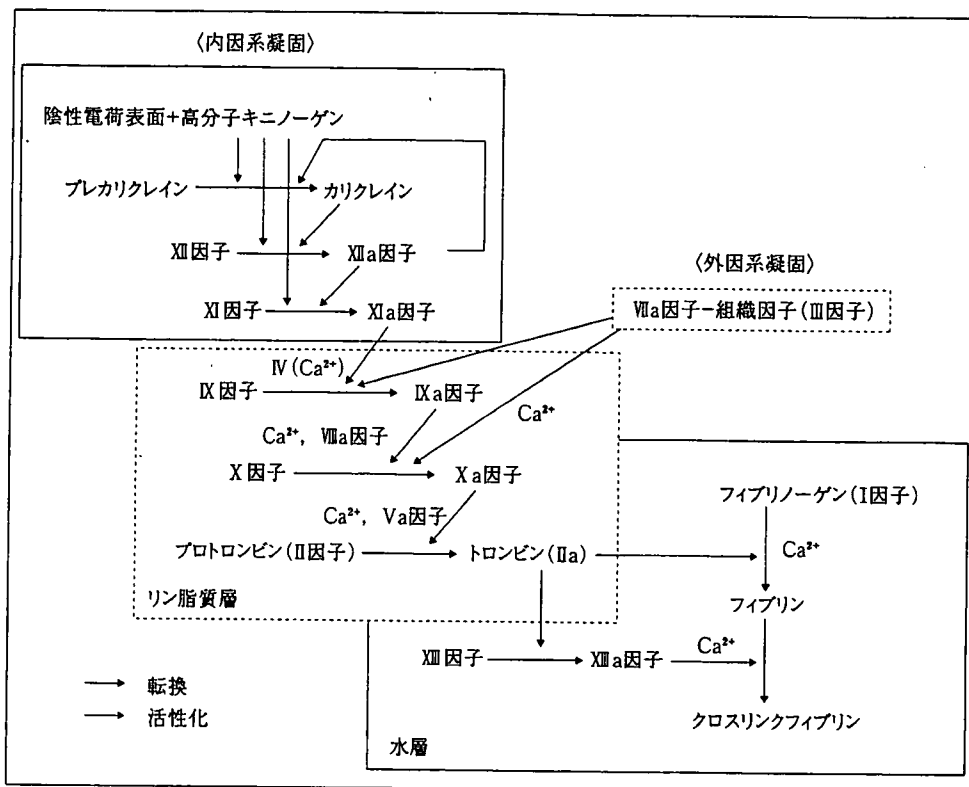 〈内因系凝固〉
陰性電荷表面+高分子キニノーゲン
プレカリクレイン
カリクレイン
XII因子
XIIa因子
XI因子
XIa因子
〈外因系凝固〉
VIIa因子-組織因子(III因子)
IV(Ca²⁺)
IX因子
IXa因子
Ca²⁺
Ca²⁺, VIIIa因子
X因子
Xa因子
Ca²⁺, Va因子
プロトロンビン(II因子)
トロンビン(IIa)
リン脂質層
フィブリノーゲン(I因子)
Ca²⁺
フィブリン
XIII因子
XIIIa因子
Ca²⁺
クロスリンクフィブリン
水層
転換
活性化